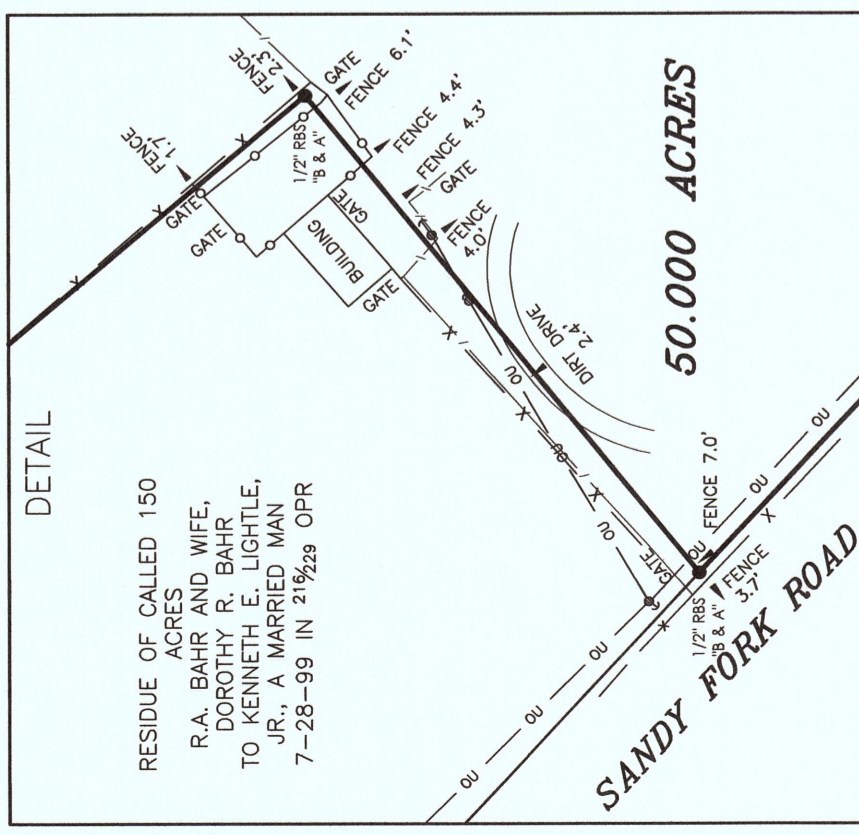 DETAIL
RESIDUE OF CALLED 150
ACRES
R.A. BAHR AND WIFE,
DOROTHY R. BAHR
TO KENNETH E. LIGHTLE,
JR., A MARRIED MAN
7-28-99 IN 216/229 OPR
FENCE
1.7'
FENCE
2.3'
GATE
FENCE 6.1'
1/2" RBS
"B & A"
GATE
GATE
FENCE 4.4'
FENCE 4.3'
GATE
GATE
BUILDING
GATE
FENCE
4.0'
DIRT DRIVE
2.4'
50.000 ACRES
X
X
X
X
X
X
OU
OU
OU
GATE
OU
FENCE 7.0'
1/2" RBS
"B & A"
FENCE
3.7'
X
X
OU
OU
OU
OU
OU
SANDY FORK ROAD